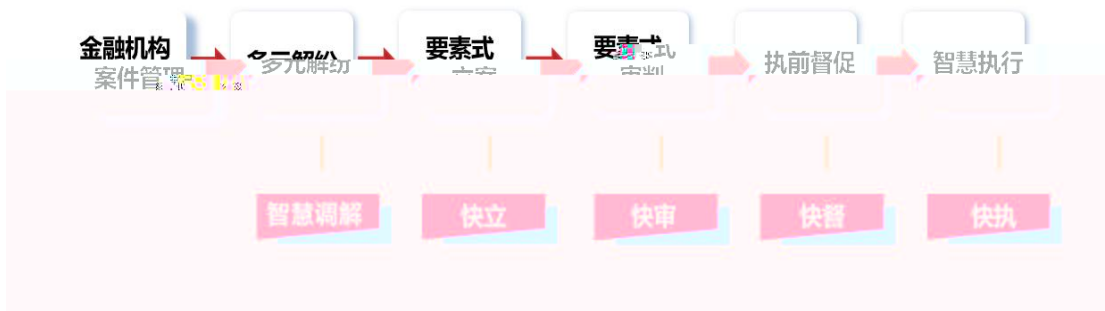 金融机构
案件管理
多元解纷
要素式
立案
要素式
审判
执前督促
智慧执行
智慧调解
快立
快审
快督
快执